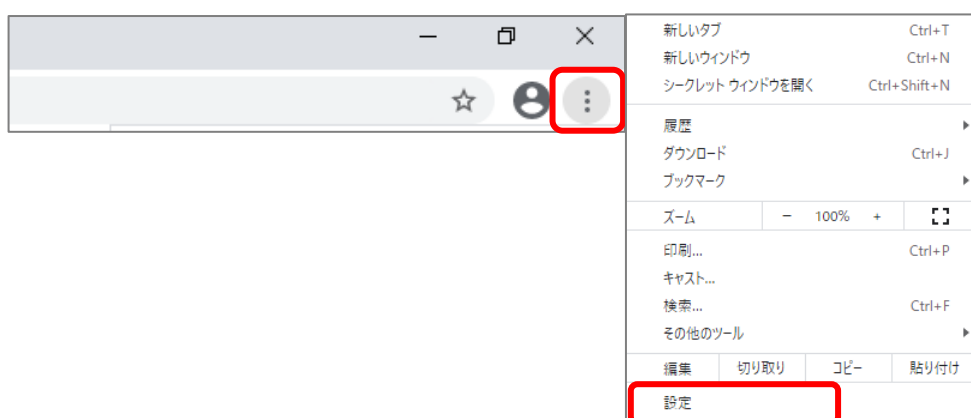 新しいタブ Ctrl+T
新しいウィンドウ Ctrl+N
シークレット ウィンドウを開く Ctrl+Shift+N
履歴
ダウンロード Ctrl+J
ブックマーク
ズーム - 100% +
印刷... Ctrl+P
キャスト...
検索... Ctrl+F
その他のツール
編集 切り取り コピー 貼り付け
設定